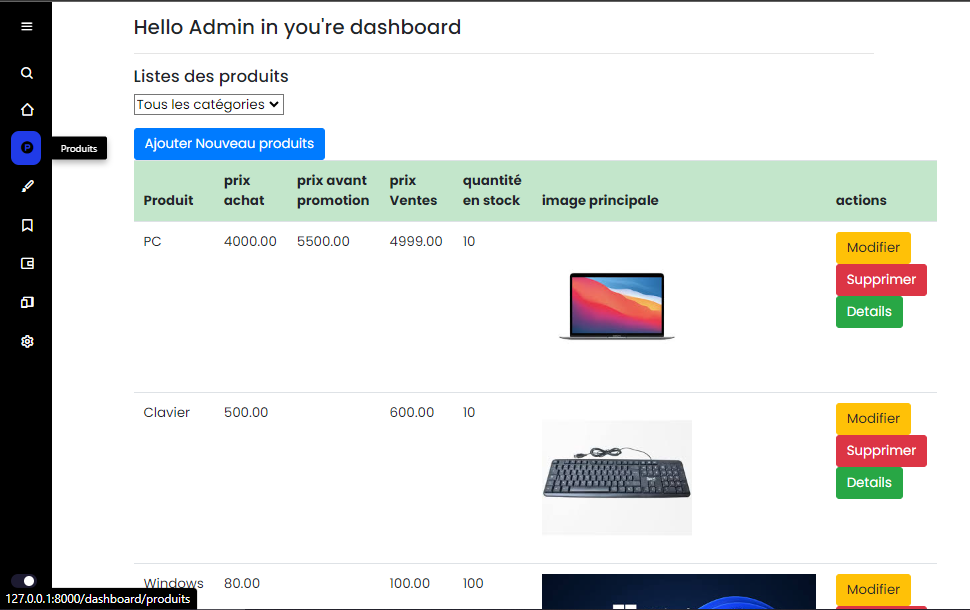 Hello Admin in you're dashboard
Listes des produits
Tous les catégories
P
Produits
Ajouter Nouveau produits
Produit prix achat prix avant promotion prix Ventes quantité en stock image principale actions
PC 4000.00 5500.00 4999.00 10
Modifier
Supprimer
Details
Clavier 500.00 600.00 10
Modifier
Supprimer
Details
Windows 80.00 100.00 100
Modifier
127.0.0.1:8000/dashboard/produits